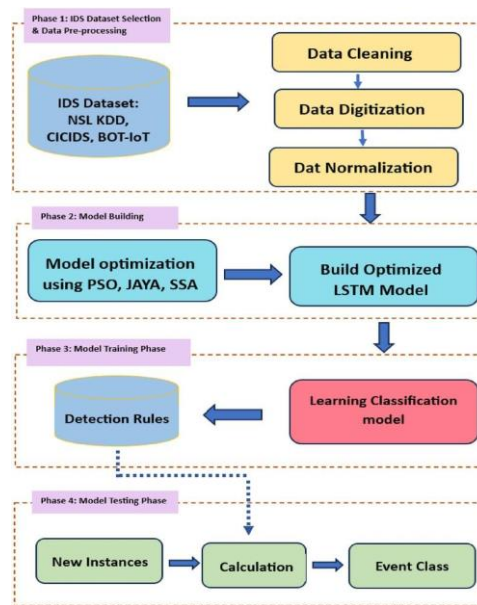 Phase 1: IDS Dataset Selection
& Data Pre-processing
IDS Dataset:
NSL KDD,
CICIDS, BOT-IoT
Data Cleaning
Data Digitization
Dat Normalization
Phase 2: Model Building
Model optimization
using PSO, JAYA, SSA
Build Optimized
LSTM Model
Phase 3: Model Training Phase
Detection Rules
Learning Classification
model
Phase 4: Model Testing Phase
New Instances
Calculation
Event Class